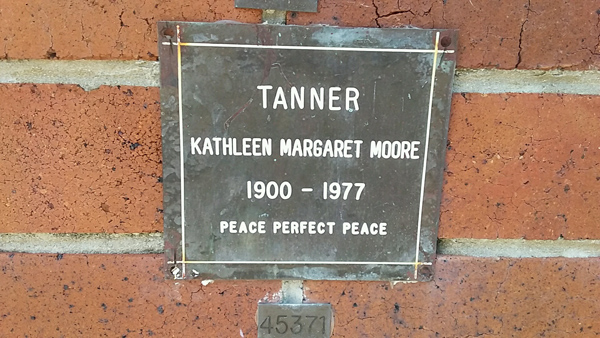 TANNER
KATHLEEN MARGARET MOORE
1900 - 1977
PEACE PERFECT PEACE
45371